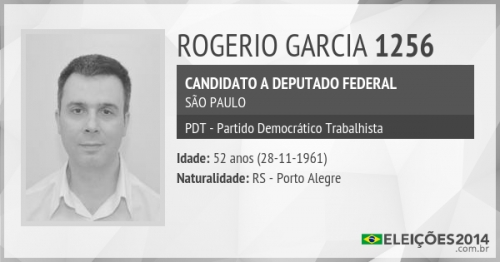 ROGERIO GARCIA 1256
CANDIDATO A DEPUTADO FEDERAL
SÃO PAULO
PDT - Partido Democrático Trabalhista
Idade: 52 anos (28-11-1961)
Naturalidade: RS - Porto Alegre
ELEIÇÕES2014
.com.br